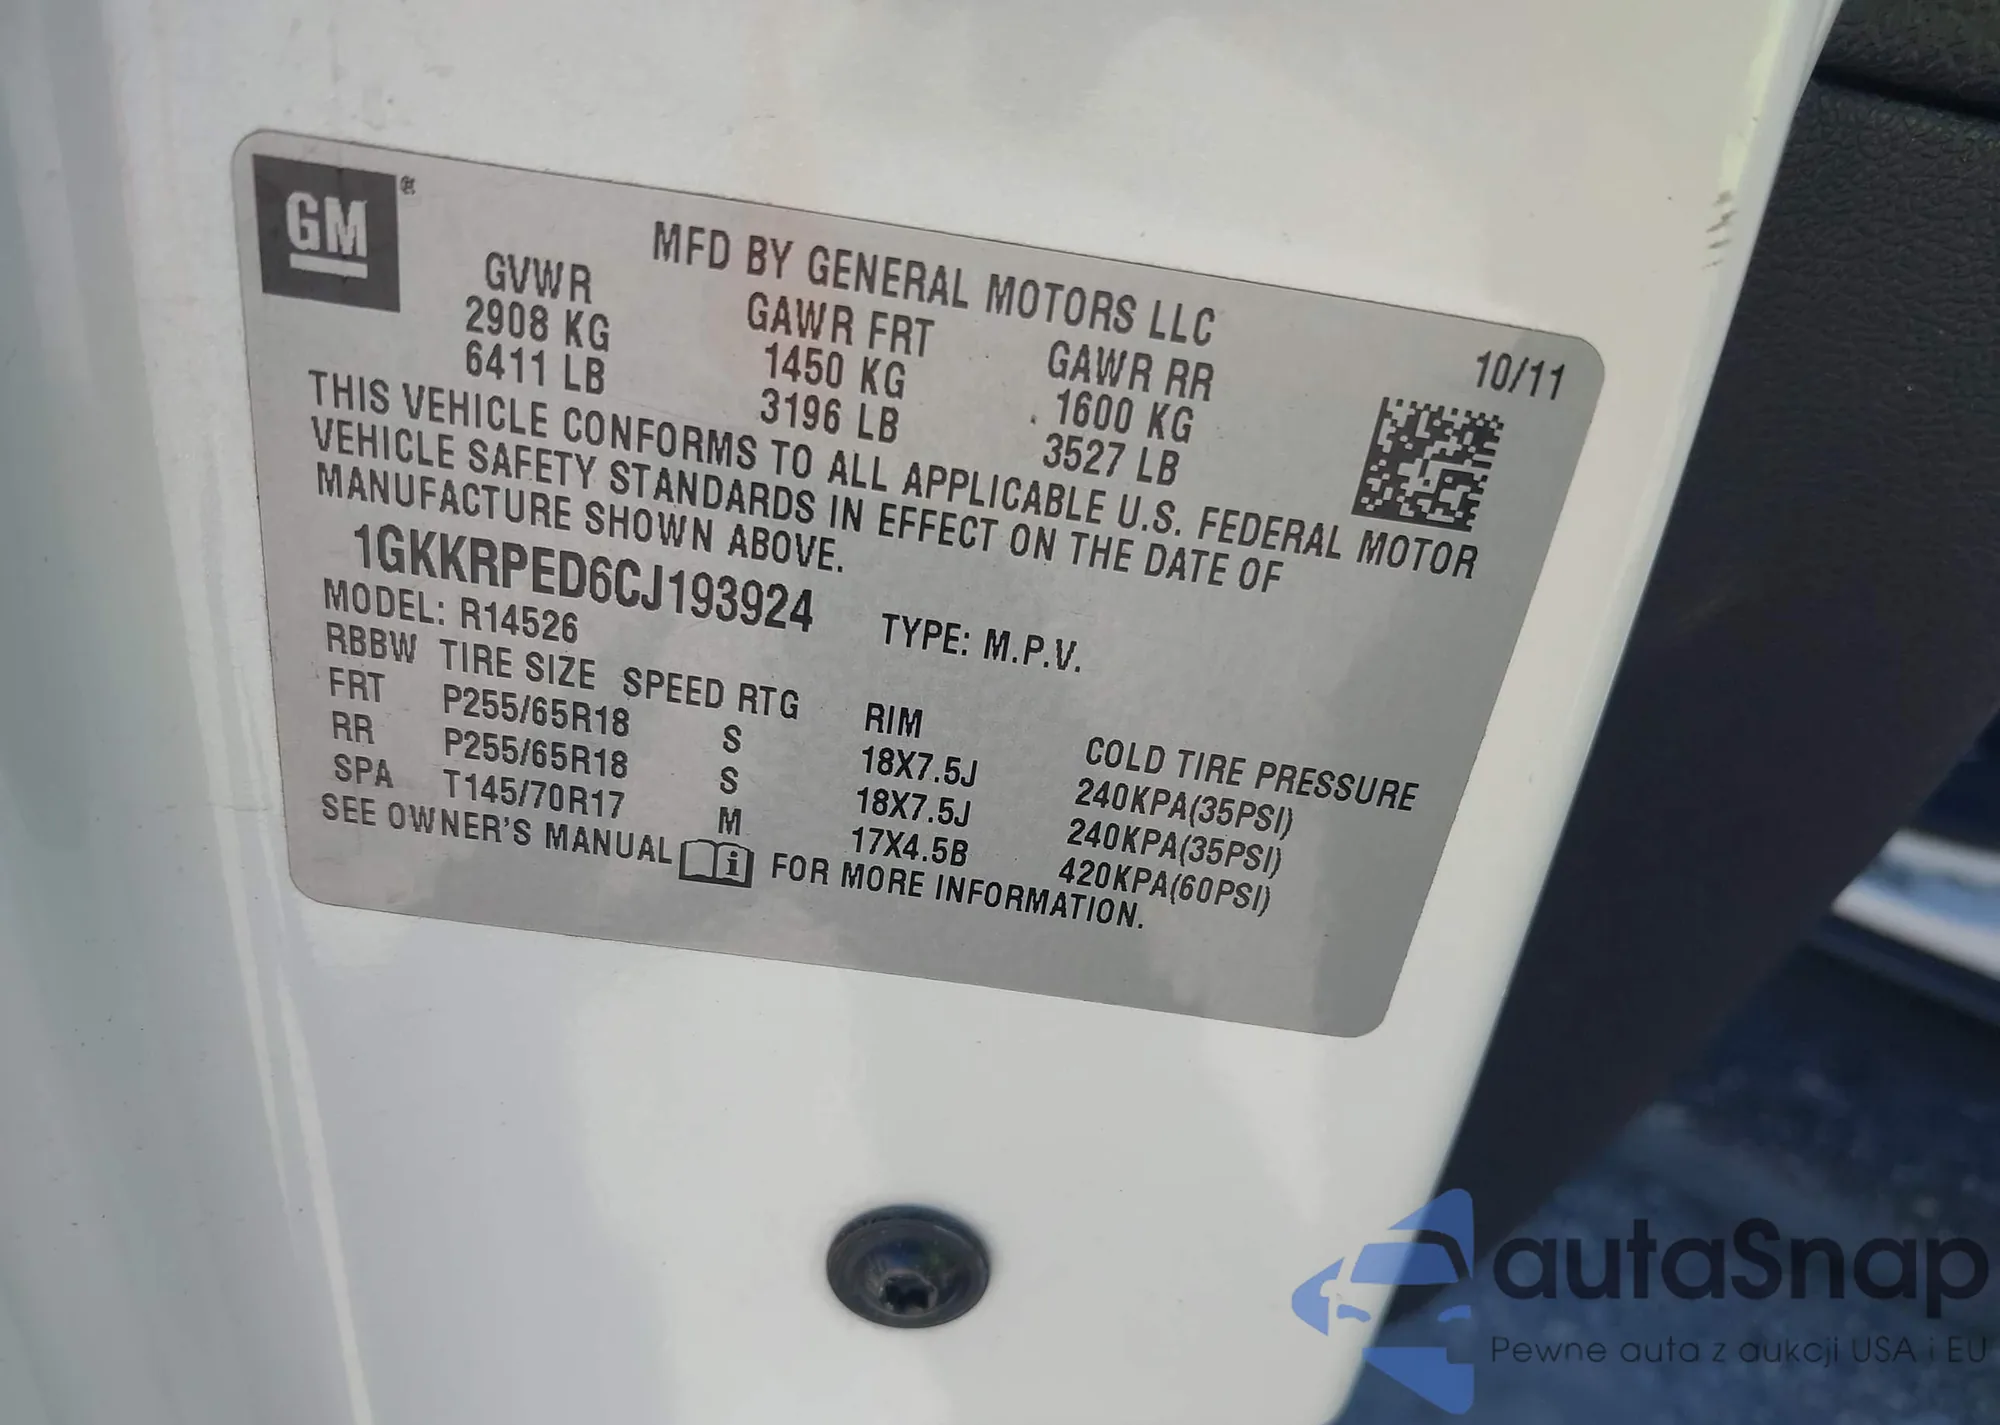 GM ®
MFD BY GENERAL MOTORS LLC
10/11
GVWR GAWR FRT GAWR RR
2908 KG 1450 KG 1600 KG
6411 LB 3196 LB 3527 LB
THIS VEHICLE CONFORMS TO ALL APPLICABLE U.S. FEDERAL MOTOR
VEHICLE SAFETY STANDARDS IN EFFECT ON THE DATE OF
MANUFACTURE SHOWN ABOVE.
1GKKRPED6CJ193924 TYPE: M.P.V.
MODEL: R14526
RBBW TIRE SIZE SPEED RTG RIM COLD TIRE PRESSURE
FRT P255/65R18 S 18X7.5J 240KPA(35PSI)
RR P255/65R18 S 18X7.5J 240KPA(35PSI)
SPA T145/70R17 M 17X4.5B 420KPA(60PSI)
SEE OWNER'S MANUAL i FOR MORE INFORMATION.
autaSnap
Pewne auta z aukcji USA i EU